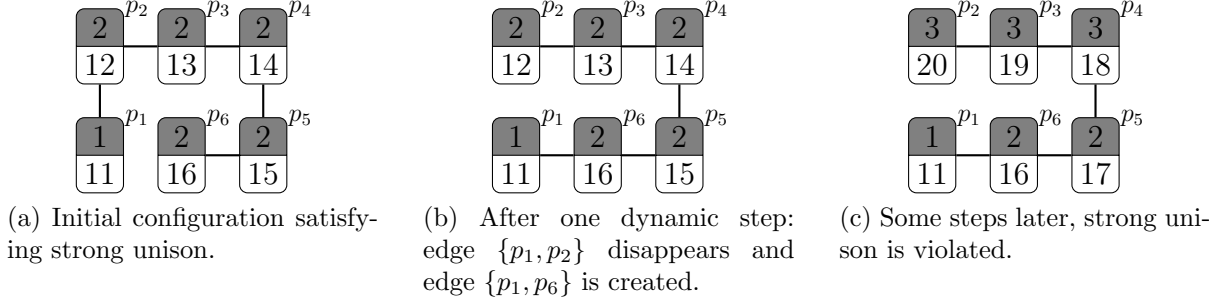 2 p2 2 p3 2 p4
12 13 14
1 p1 2 p6 2 p5
11 16 15
(a) Initial configuration satisfy-
ing strong unison.
2 p2 2 p3 2 p4
12 13 14
1 p1 2 p6 2 p5
11 16 15
(b) After one dynamic step:
edge {p1, p2} disappears and
edge {p1, p6} is created.
3 p2 3 p3 3 p4
20 19 18
1 p1 2 p6 2 p5
11 16 17
(c) Some steps later, strong uni-
son is violated.